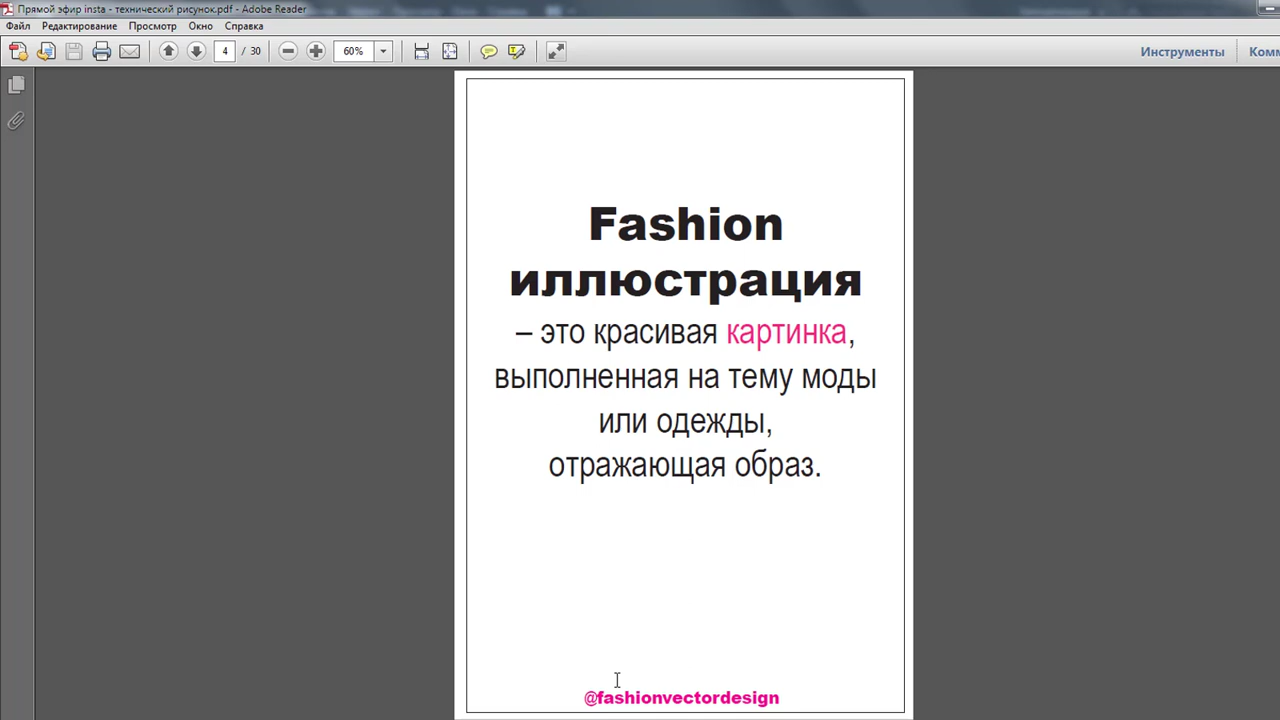 Прямой эфир insta - технический рисунок.pdf - Adobe Reader
Файл Редактирование Просмотр Окно Справка
4 / 30 60% Инструменты
Fashion
иллюстрация
– это красивая картинка,
выполненная на тему моды
или одежды,
отражающая образ.
@fashionvectordesign